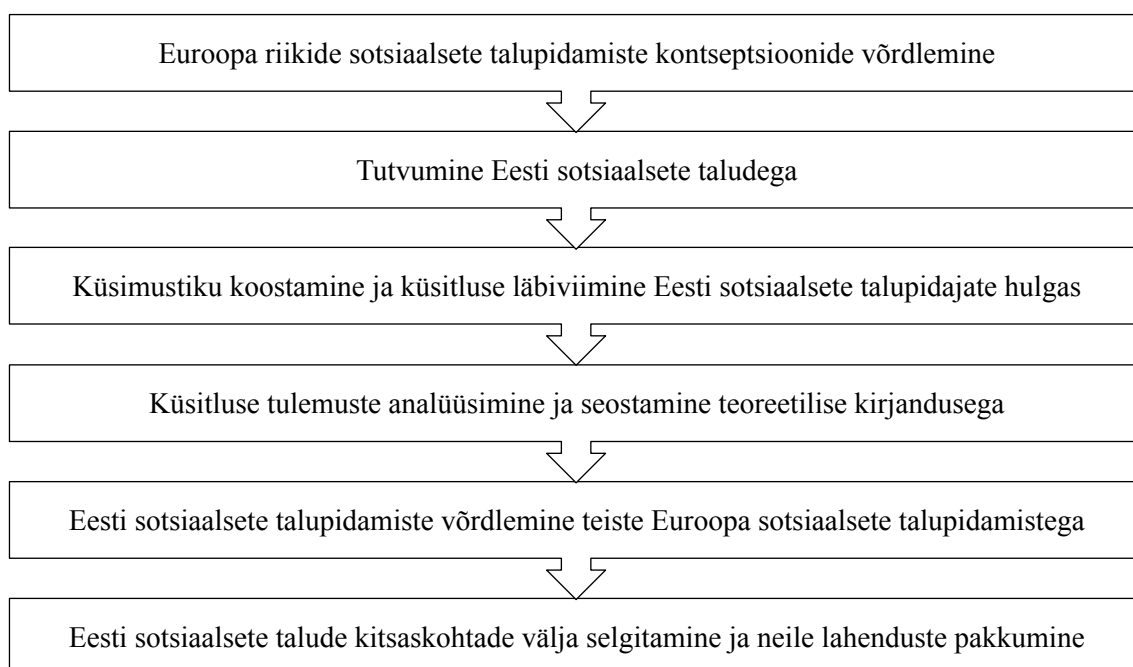 Euroopa riikide sotsiaalsete talupidamiste kontseptsioonide võrdlemine
Tutvumine Eesti sotsiaalsete taludega
Küsimustiku koostamine ja küsitluse läbiviimine Eesti sotsiaalsete talupidajate hulgas
Küsitluse tulemuste analüüsimine ja seostamine teoreetilise kirjandusega
Eesti sotsiaalsete talupidamiste võrdlemine teiste Euroopa sotsiaalsete talupidamistega
Eesti sotsiaalsete talude kitsaskohtade välja selgitamine ja neile lahenduste pakkumine